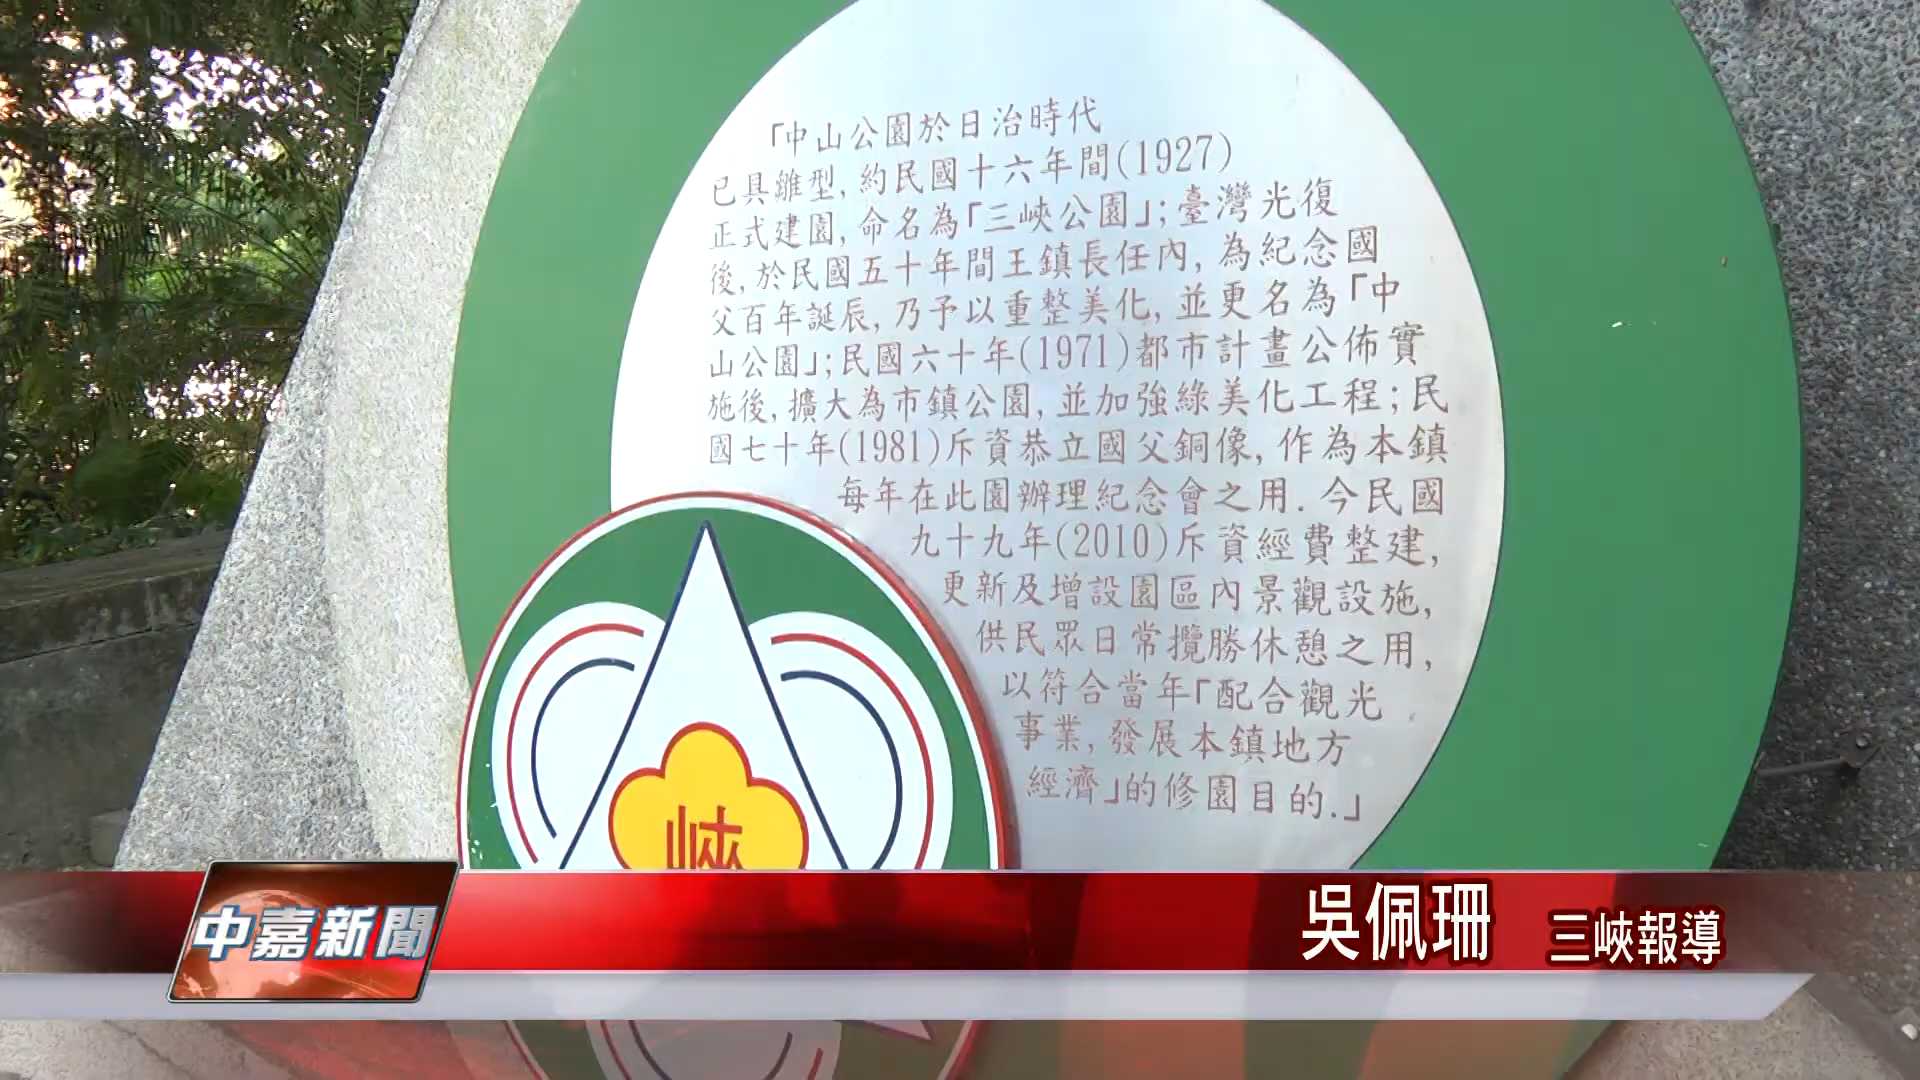 「中山公園於日治時代
已具雛型,約民國十六年間(1927)
正式建園,命名為「三峽公園」;臺灣光復
後,於民國五十年間王鎮長任內,為紀念國
父百年誕辰,乃予以重整美化,並更名為「中
山公園」;民國六十年(1971)都市計畫公佈實
施後,擴大為市鎮公園,並加強綠美化工程;民
國七十年(1981)斥資恭立國父銅像,作為本鎮
每年在此園辦理紀念會之用.今民國
九十九年(2010)斥資經費整建,
更新及增設園區內景觀設施,
供民眾日常攬勝休憩之用,
以符合當年「配合觀光
事業,發展本鎮地方
經濟」的修園目的.」
峽
中嘉新聞
吳佩珊 三峽報導